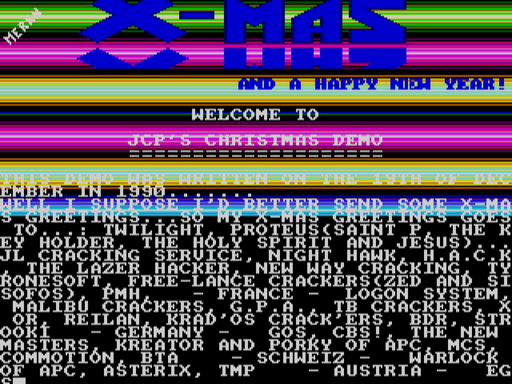 MERRY
X-MAS
AND A HAPPY NEW YEAR!
WELCOME TO
JCP'S CHRISTMAS DEMO
====================
THIS DEMO WAS WRITTEN ON THE 19TH OF DEC
EMBER IN 1990.......
WELL I SUPPOSE I'D BETTER SEND SOME X-MA
S GREETINGS.. SO MY X-MAS GREETINGS GOES
TO...: TWILIGHT, PROTEUS(SAINT P, THE K
EY HOLDER, THE HOLY SPIRIT AND JESUS)...
JL CRACKING SERVICE, NIGHT HAWK, H.A.C.K
, THE LAZER HACKER, NEW WAY CRACKING, TY
RONESOFT, FREE-LANCE CRACKERS(ZED AND SI
SOFOS), PMH, - FRANCE - LOGON SYSTEM,
MALIBU CRACKERS, G.P.A., TB CRACKERS, X
OR, REILAN, KRAD'OS CRACK'ERS, BDR, STR
OOK1 - GERMANY - GOS, CBS!, THE NEW
MASTERS, KREATOR AND PORKY OF APC, MCS,
COMMOTION, BTA - SCHWEIZ - WARLOCK
OF APC, ASTERIX, TMP - AUSTRIA - EG
S